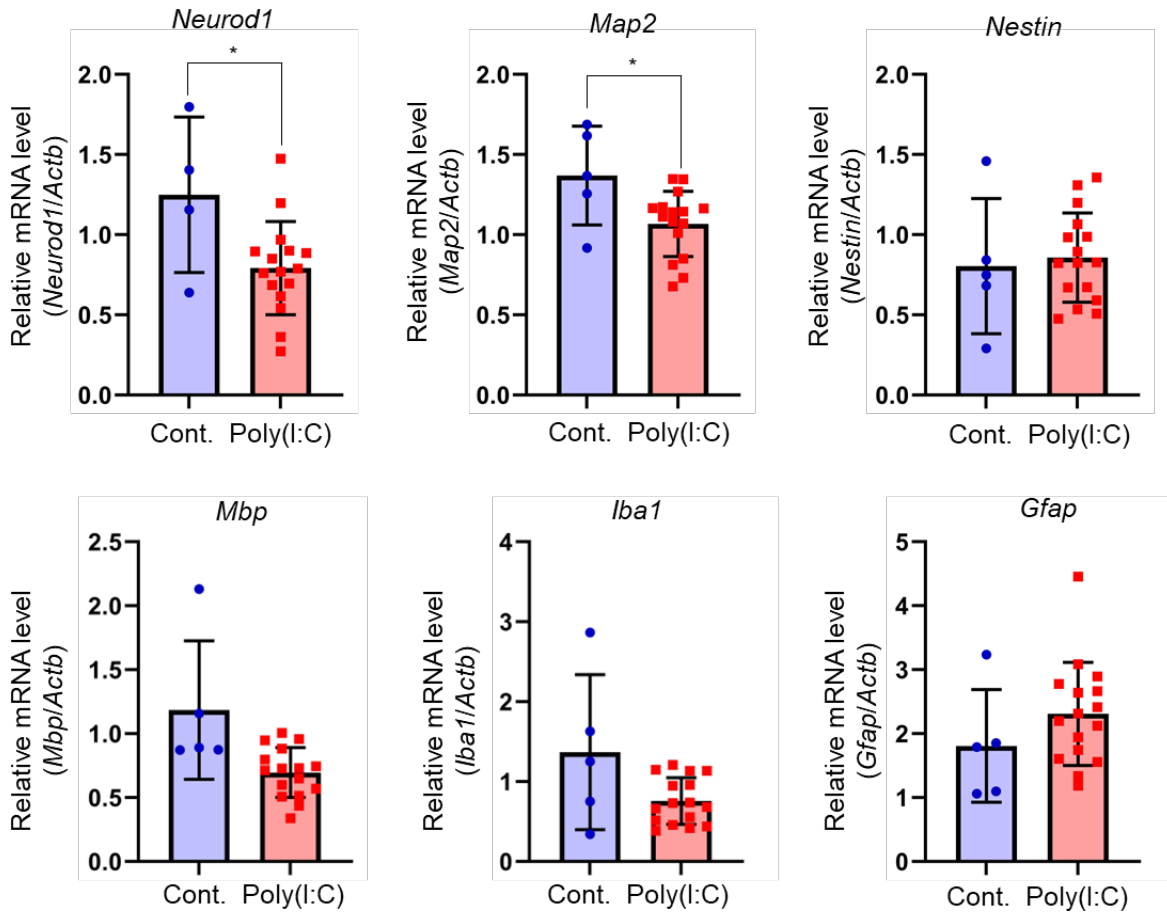 Neurod1
*
Relative mRNA level
(Neurod1/Actb)
2.0
1.5
1.0
0.5
0.0
Cont. Poly(I:C)
Map2
*
Relative mRNA level
(Map2/Actb)
2.0
1.5
1.0
0.5
0.0
Cont. Poly(I:C)
Nestin
Relative mRNA level
(Nestin/Actb)
2.0
1.5
1.0
0.5
0.0
Cont. Poly(I:C)
Mbp
Relative mRNA level
(Mbp/Actb)
2.5
2.0
1.5
1.0
0.5
0.0
Cont. Poly(I:C)
Iba1
Relative mRNA level
(Iba1/Actb)
4
3
2
1
0
Cont. Poly(I:C)
Gfap
Relative mRNA level
(Gfap/Actb)
5
4
3
2
1
0
Cont. Poly(I:C)